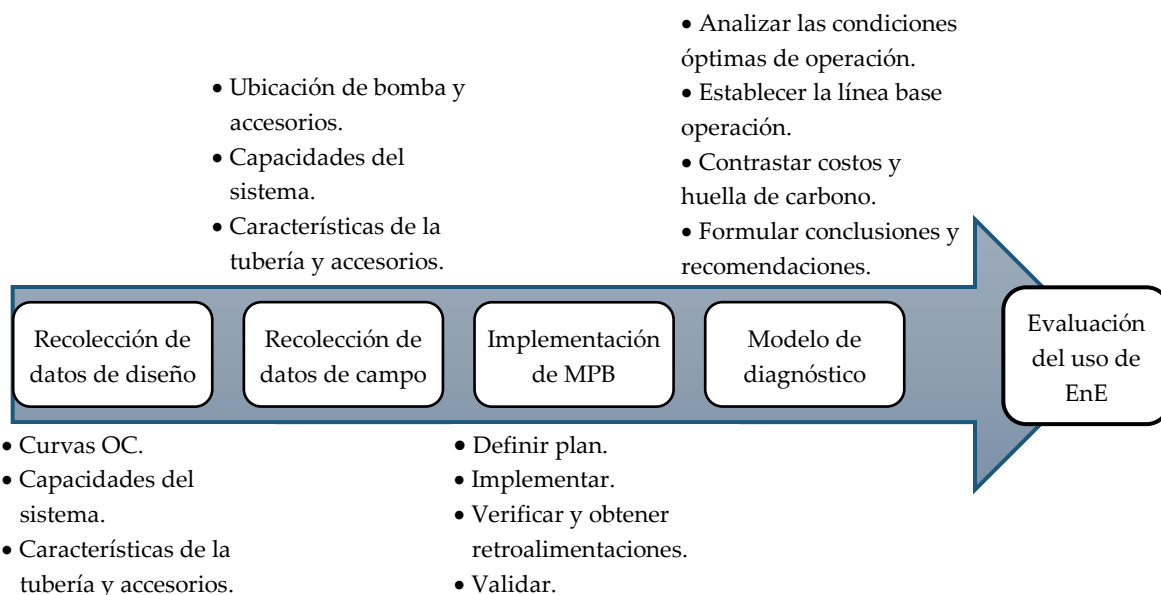 • Ubicación de bomba y
accesorios.
• Capacidades del
sistema.
• Características de la
tubería y accesorios.
• Analizar las condiciones
óptimas de operación.
• Establecer la línea base
operación.
• Contrastar costos y
huella de carbono.
• Formular conclusiones y
recomendaciones.
Recolección de
datos de diseño
Recolección de
datos de campo
Implementación
de MPB
Modelo de
diagnóstico
Evaluación
del uso de
EnE
• Curvas OC.
• Capacidades del
sistema.
• Características de la
tubería y accesorios.
• Definir plan.
• Implementar.
• Verificar y obtener
retroalimentaciones.
• Validar.